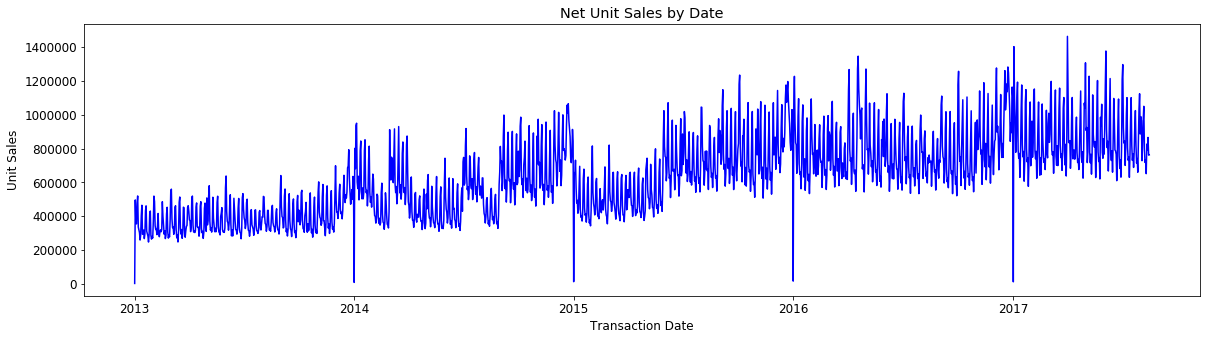 Net Unit Sales by Date
1400000
1200000
1000000
800000
600000
400000
200000
0
Unit Sales
2013 2014 2015 2016 2017
Transaction Date